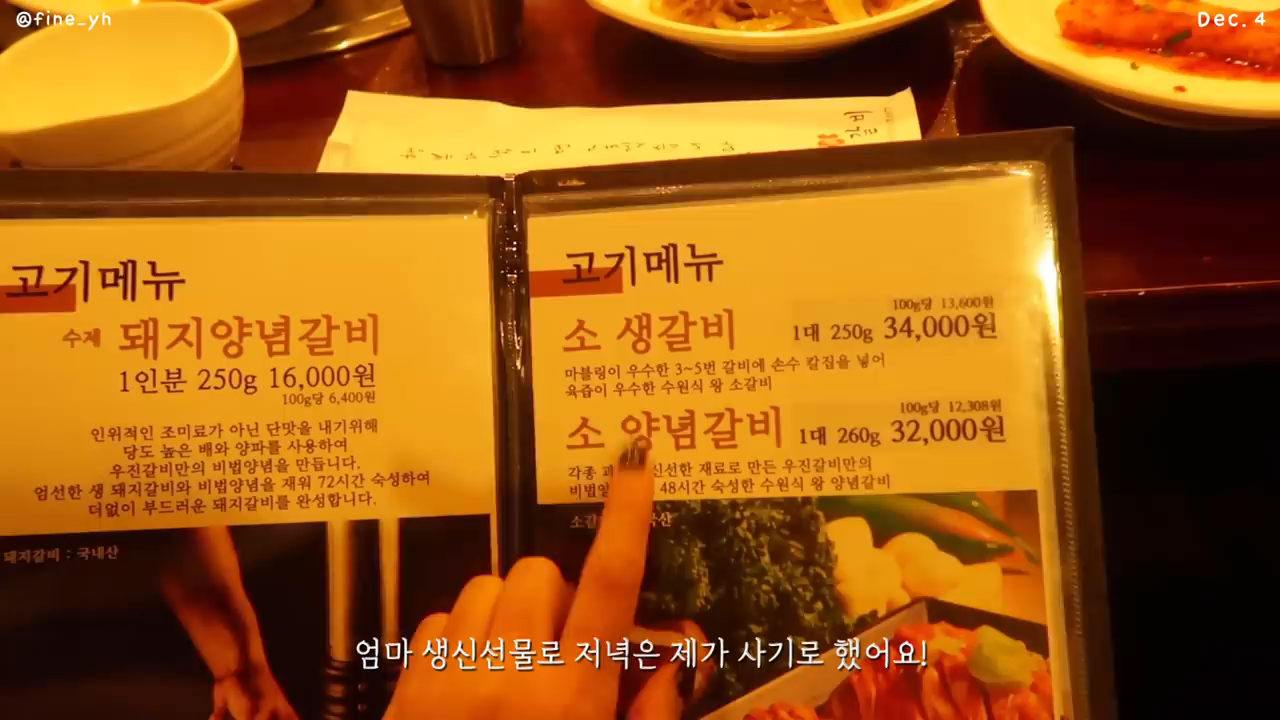 @fine_yh
Dec. 4
갈비
고기메뉴
수제 돼지양념갈비
1인분 250g 16,000원
100g당 6,400원
인위적인 조미료가 아닌 단맛을 내기위해
당도 높은 배와 양파를 사용하여
우진갈비만의 비법양념을 만듭니다.
엄선한 생 돼지갈비와 비법양념을 재워 72시간 숙성하여
더없이 부드러운 돼지갈비를 완성합니다.
돼지갈비 : 국내산
고기메뉴
100g당 13,600원
소 생갈비 1대 250g 34,000원
마블링이 우수한 3~5번 갈비에 손수 칼집을 넣어
육즙이 우수한 수원식 왕 소갈비
100g당 12,308원
소 양념갈비 1대 260g 32,000원
각종 신선한 재료로 만든 우진갈비만의
48시간 숙성한 수원식 왕 양념갈비
엄마 생신선물로 저녁은 제가 사기로 했어요!